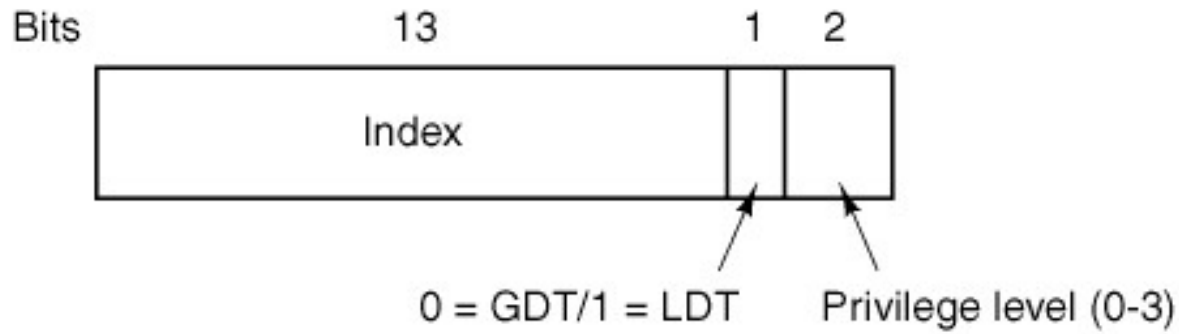 Bits 13 1 2
Index
0 = GDT/1 = LDT Privilege level (0-3)